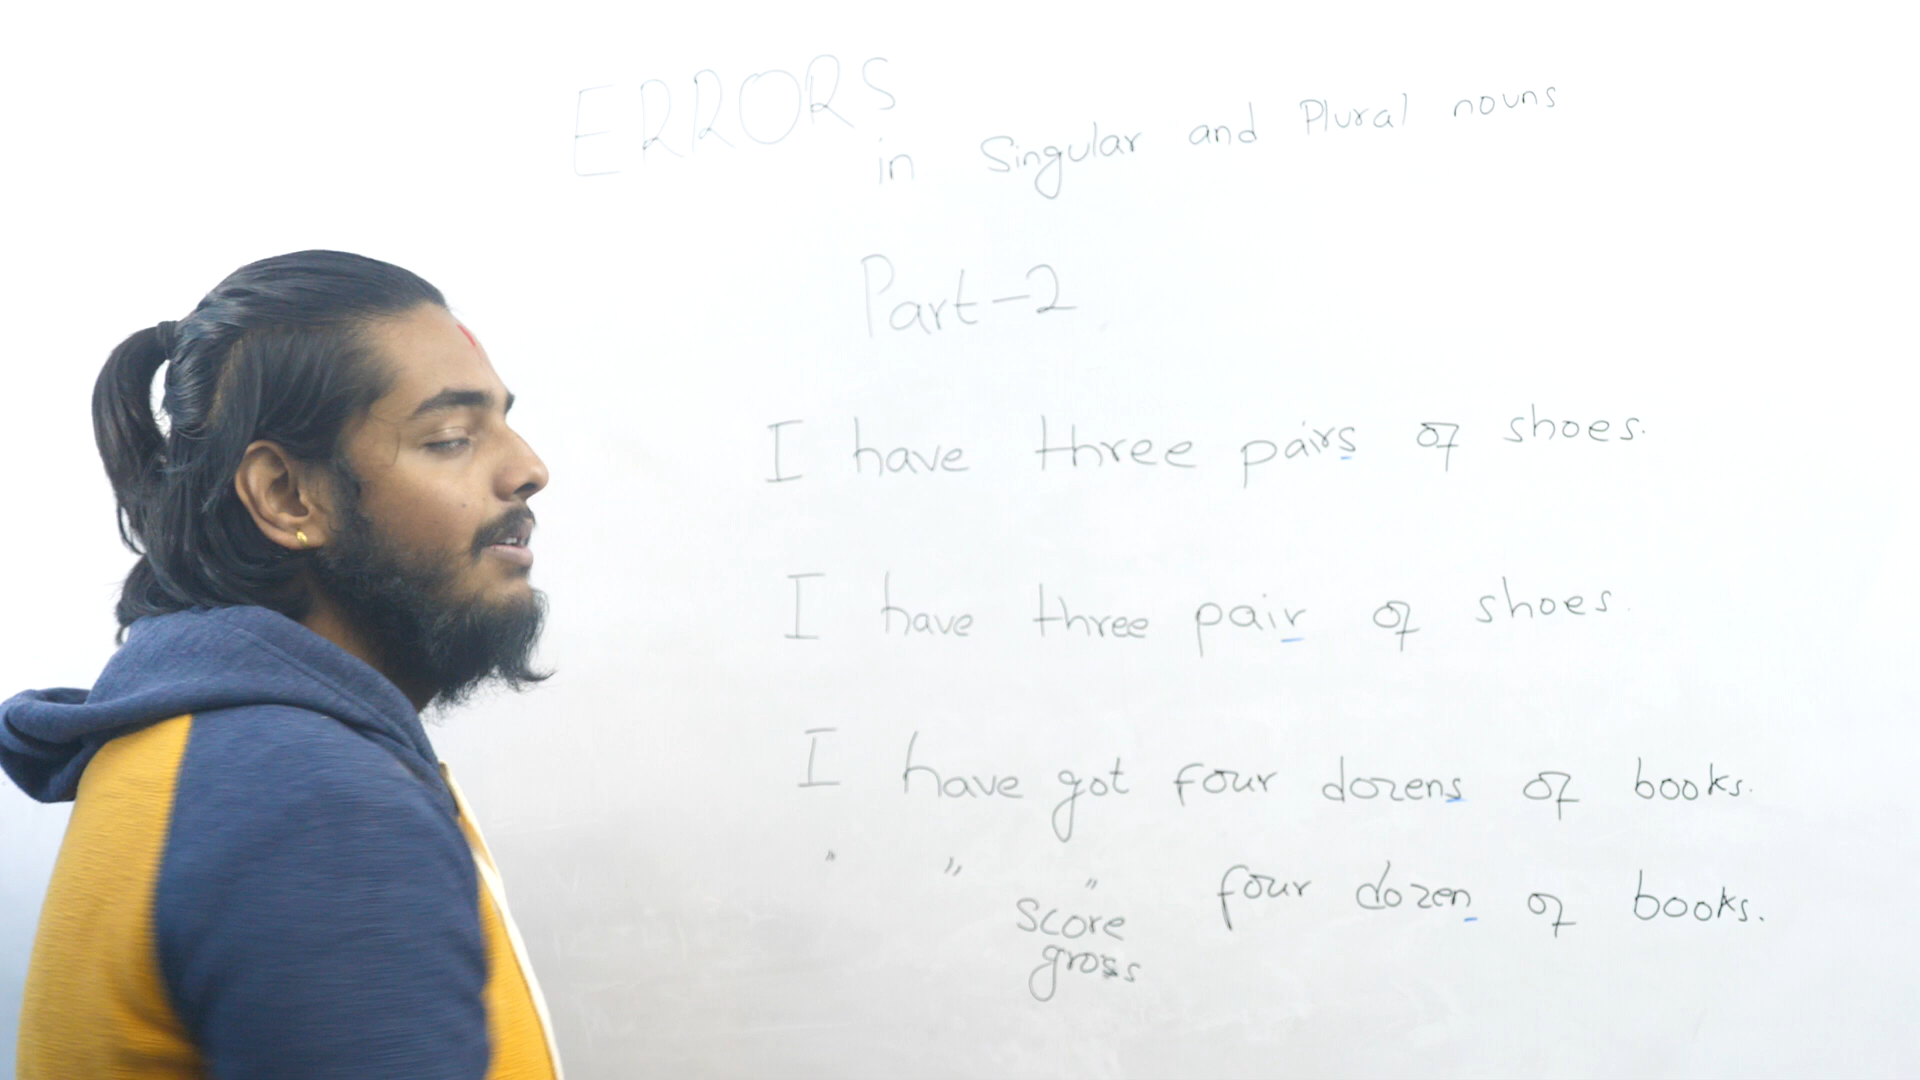 ERRORS
in Singular and Plural nouns
Part-2
I have three pairs of shoes.
I have three pair of shoes.
I have got four dozens of books.
" " " four dozen of books.
score
gross